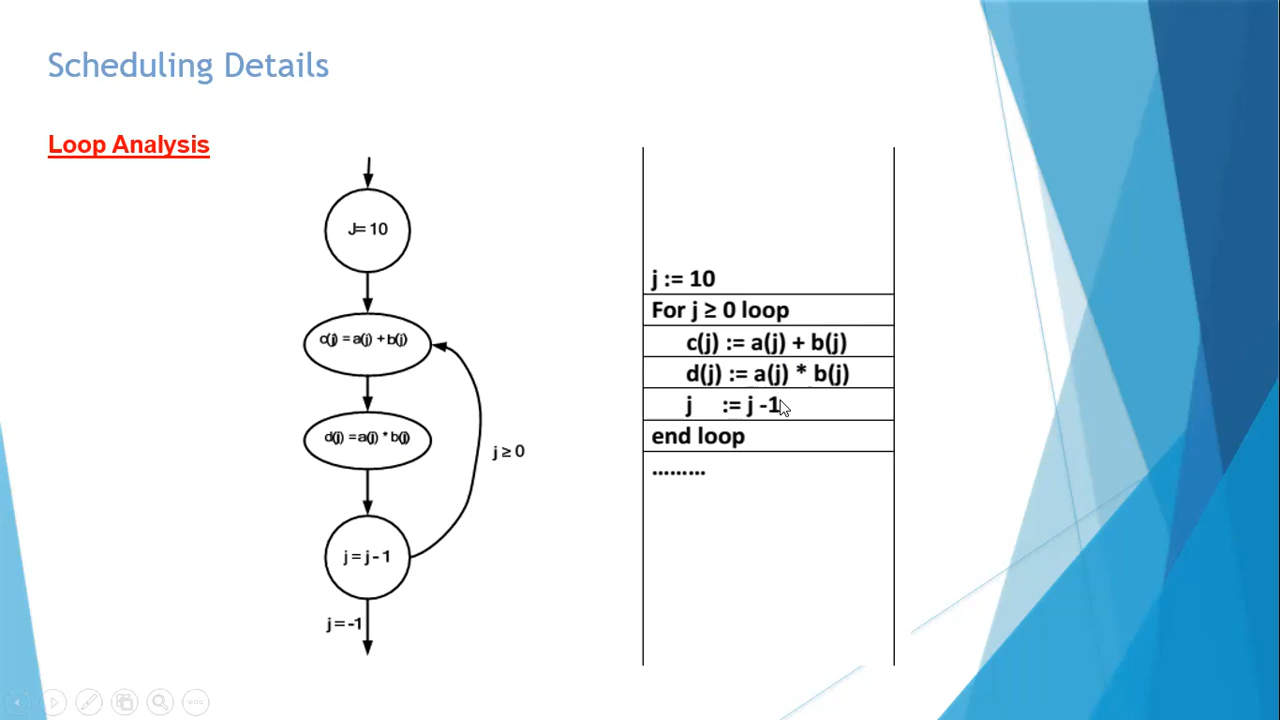 Scheduling Details
Loop Analysis
J= 10
c(j) = a(j) + b(j)
d(j) = a(j) * b(j)
j ≥ 0
j = j - 1
j = -1
j := 10
For j ≥ 0 loop
c(j) := a(j) + b(j)
d(j) := a(j) * b(j)
j := j -1
end loop
.........